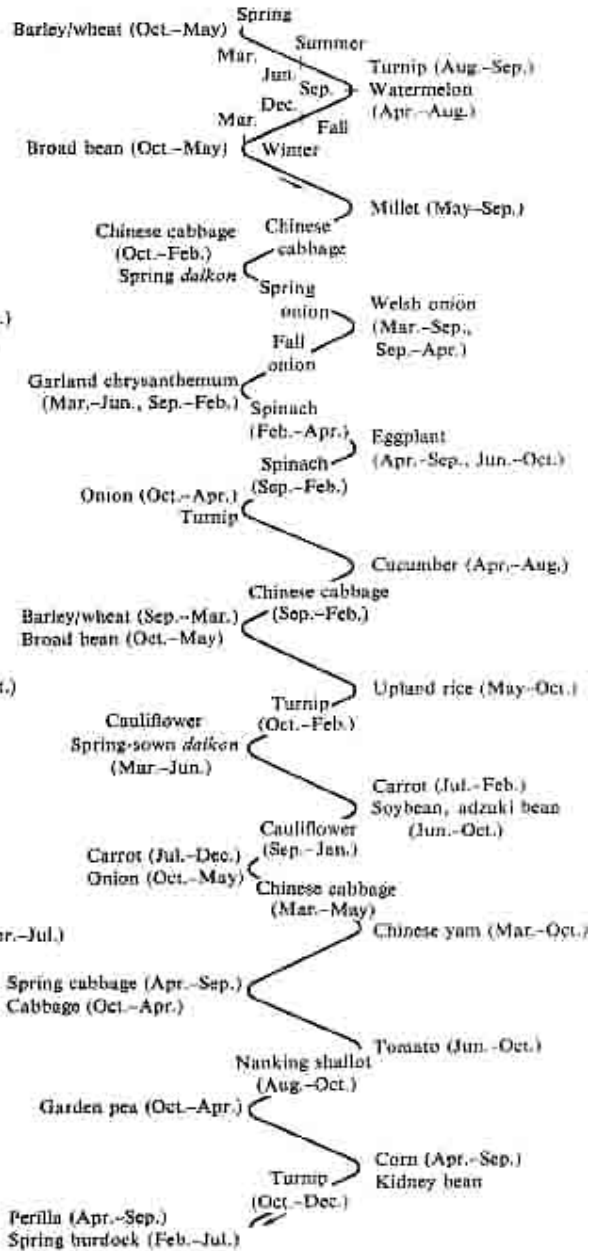 Spring
Barley/wheat (Oct.–May)
Summer
Mar.
Jun.
Turnip (Aug.–Sep.)
Sep.
Watermelon
Dec.
(Apr.–Aug.)
Mar.
Fall
Broad bean (Oct.–May)
Winter
Millet (May–Sep.)
Chinese cabbage
(Oct.–Feb.)
Spring daikon
Chinese
cabbage
Spring
onion
Welsh onion
(Mar.–Sep.,
Sep.–Apr.)
.)
Fall
onion
Garland chrysanthemum
(Mar.–Jun., Sep.–Feb.)
Spinach
(Feb.–Apr.)
Eggplant
(Apr.–Sep., Jun.–Oct.)
Spinach
(Sep.–Feb.)
Onion (Oct.–Apr.)
Turnip
Cucumber (Apr.–Aug.)
Chinese cabbage
(Sep.–Feb.)
Barley/wheat (Sep.–Mar.)
Broad bean (Oct.–May)
Upland rice (May–Oct.)
t.)
Turnip
(Oct.–Feb.)
Cauliflower
Spring-sown daikon
(Mar.–Jun.)
Carrot (Jul.–Feb.)
Soybean, adzuki bean
(Jun.–Oct.)
Cauliflower
(Sep.–Jan.)
Carrot (Jul.–Dec.)
Onion (Oct.–May)
Chinese cabbage
(Mar.–May)
r.–Jul.)
Chinese yam (Mar.–Oct.)
Spring cabbage (Apr.–Sep.)
Cabbage (Oct.–Apr.)
Tomato (Jun.–Oct.)
Nanking shallot
(Aug.–Oct.)
Garden pea (Oct.–Apr.)
Corn (Apr.–Sep.)
Kidney bean
Turnip
(Oct.–Dec.)
Perilla (Apr.–Sep.)
Spring burdock (Feb.–Jul.)